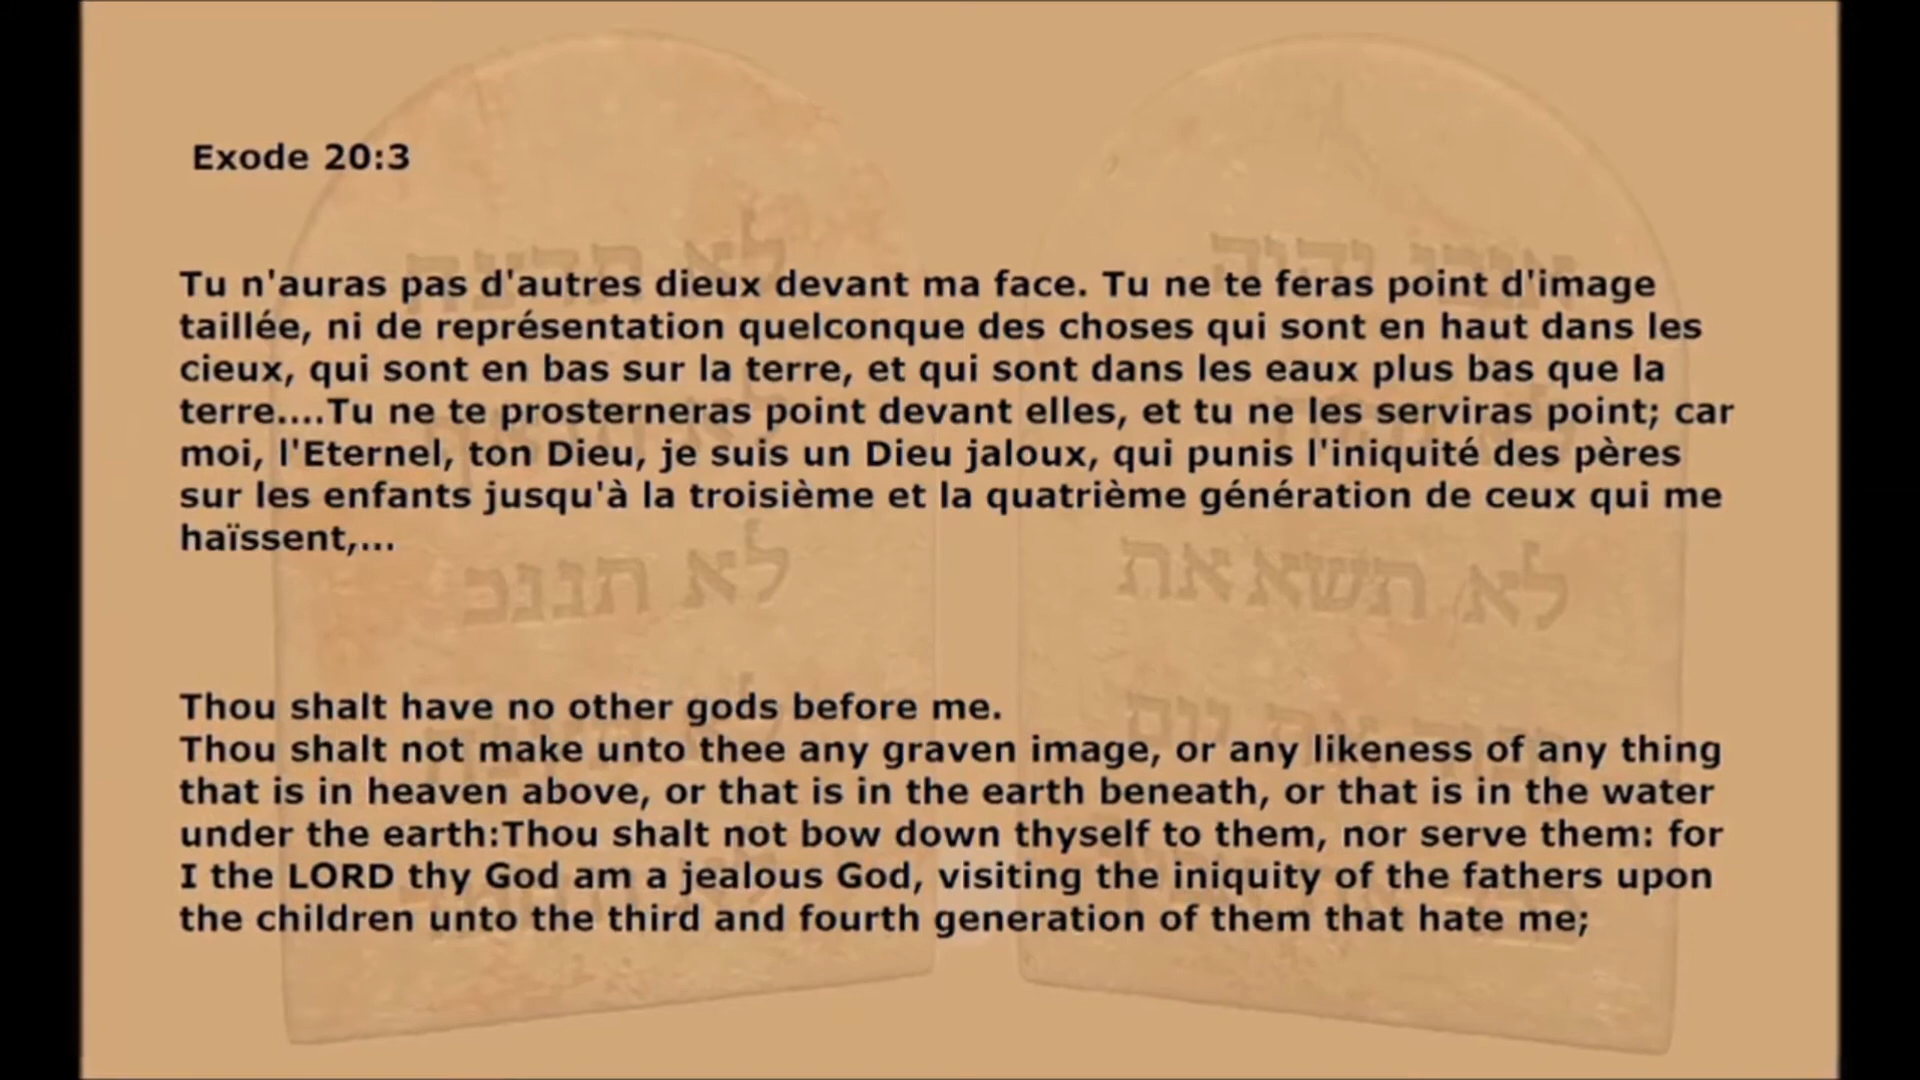 Exode 20:3
Tu n'auras pas d'autres dieux devant ma face. Tu ne te feras point d'image
taillée, ni de représentation quelconque des choses qui sont en haut dans les
cieux, qui sont en bas sur la terre, et qui sont dans les eaux plus bas que la
terre....Tu ne te prosterneras point devant elles, et tu ne les serviras point; car
moi, l'Eternel, ton Dieu, je suis un Dieu jaloux, qui punis l'iniquité des pères
sur les enfants jusqu'à la troisième et la quatrième génération de ceux qui me
haïssent,...
לא תשא את
לא תגנב
Thou shalt have no other gods before me.
Thou shalt not make unto thee any graven image, or any likeness of any thing
that is in heaven above, or that is in the earth beneath, or that is in the water
under the earth:Thou shalt not bow down thyself to them, nor serve them: for
I the LORD thy God am a jealous God, visiting the iniquity of the fathers upon
the children unto the third and fourth generation of them that hate me;